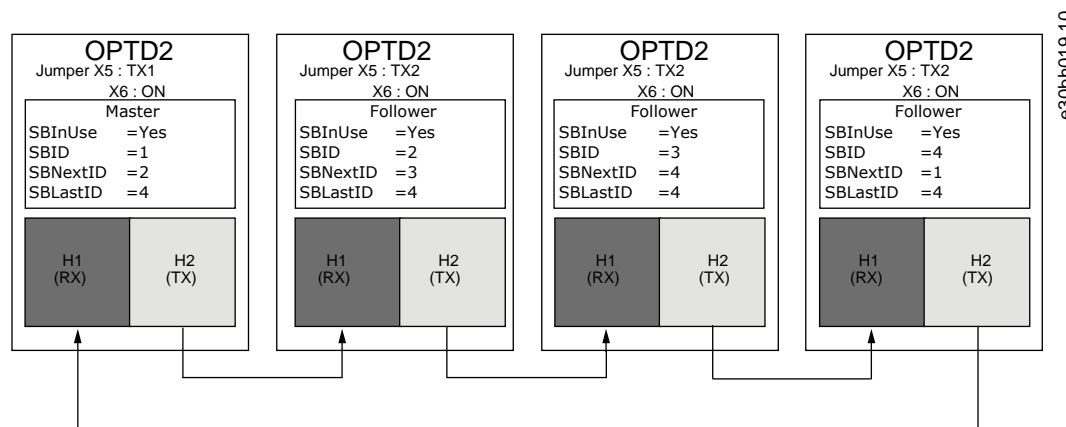 OPTD2
Jumper X5 : TX1
X6 : ON
Master
SBInUse =Yes
SBID =1
SBNextID =2
SBLastID =4
H1
(RX)
H2
(TX)
OPTD2
Jumper X5 : TX2
X6 : ON
Follower
SBInUse =Yes
SBID =2
SBNextID =3
SBLastID =4
H1
(RX)
H2
(TX)
OPTD2
Jumper X5 : TX2
X6 : ON
Follower
SBInUse =Yes
SBID =3
SBNextID =4
SBLastID =4
H1
(RX)
H2
(TX)
OPTD2
Jumper X5 : TX2
X6 : ON
Follower
SBInUse =Yes
SBID =4
SBNextID =1
SBLastID =4
H1
(RX)
H2
(TX)
e30bh019.10